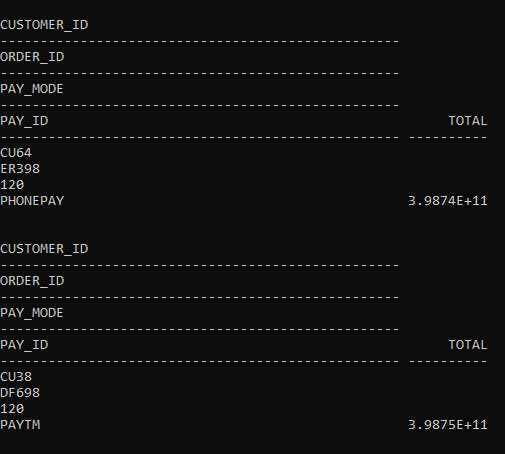 CUSTOMER_ID
--------------------------------------------------
ORDER_ID
--------------------------------------------------
PAY_MODE
--------------------------------------------------
PAY_ID                                                  TOTAL
-------------------------------------------------- ----------
CU64
ER398
120
PHONEPAY                                           3.9874E+11
CUSTOMER_ID
--------------------------------------------------
ORDER_ID
--------------------------------------------------
PAY_MODE
--------------------------------------------------
PAY_ID                                                  TOTAL
-------------------------------------------------- ----------
CU38
DF698
120
PAYTM                                              3.9875E+11